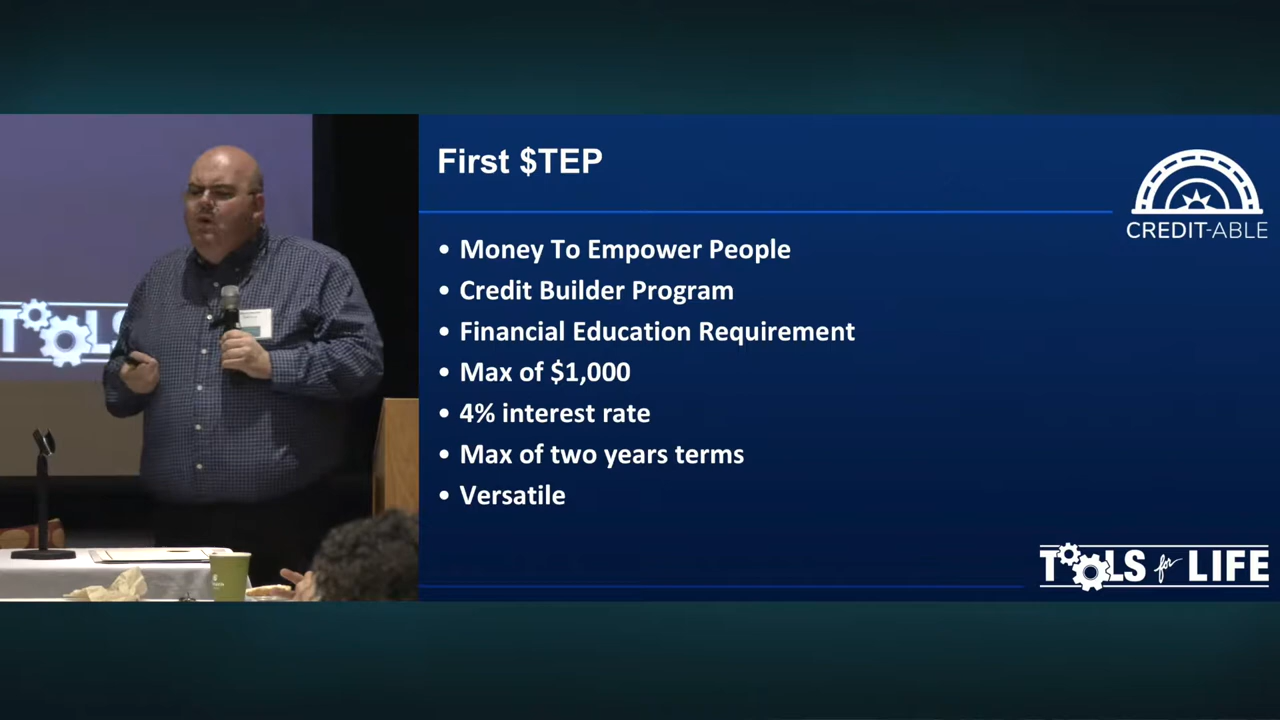 First $TEP
CREDIT-ABLE
• Money To Empower People
• Credit Builder Program
• Financial Education Requirement
• Max of $1,000
• 4% interest rate
• Max of two years terms
• Versatile
TOOLS for LIFE
TOOLS